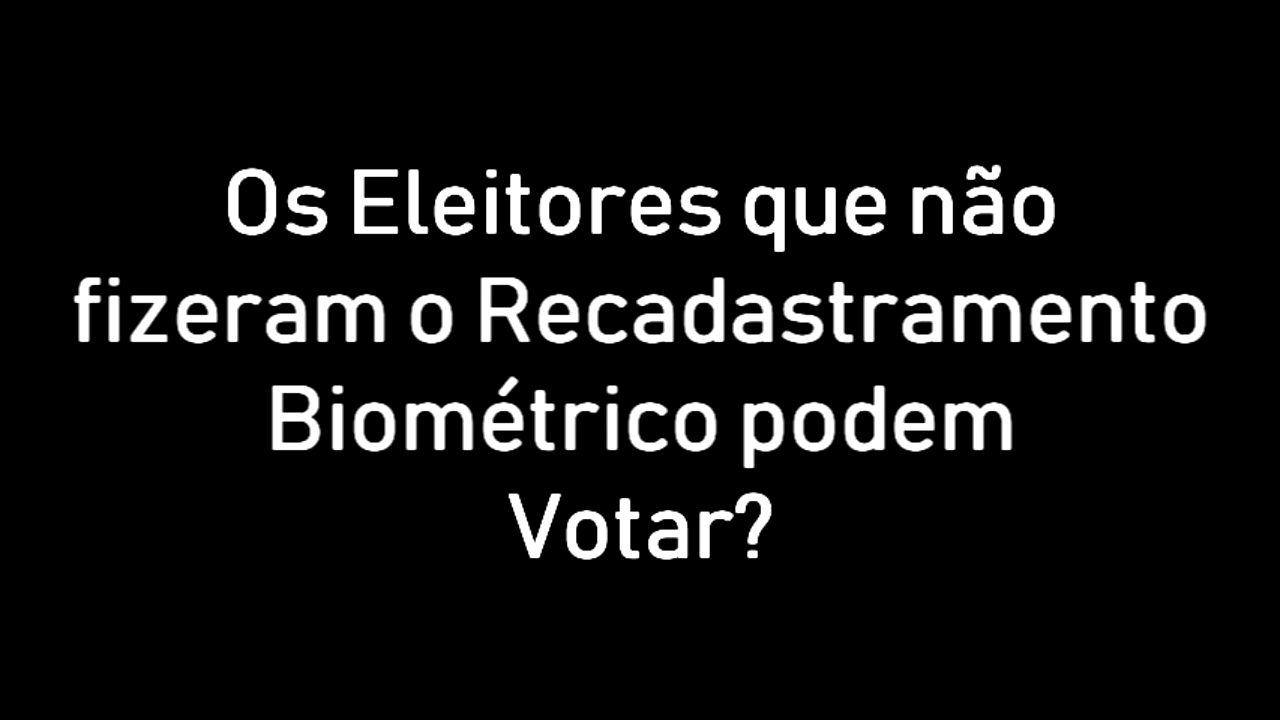 Os Eleitores que não
fizeram o Recadastramento
Biométrico podem
Votar?